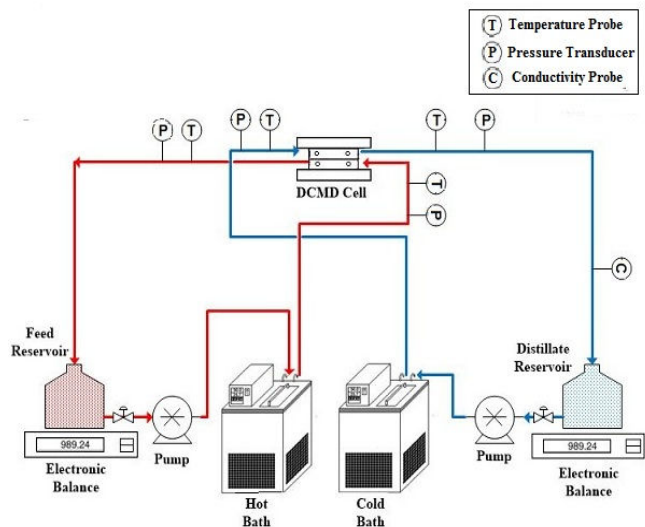 T Temperature Probe
P Pressure Transducer
C Conductivity Probe
P T P T T P
DCMD Cell
T
P
C
Feed
Reservoir
Distillate
Reservoir
989.24
Pump
Pump
989.24
Electronic
Balance
Hot
Bath
Cold
Bath
Electronic
Balance